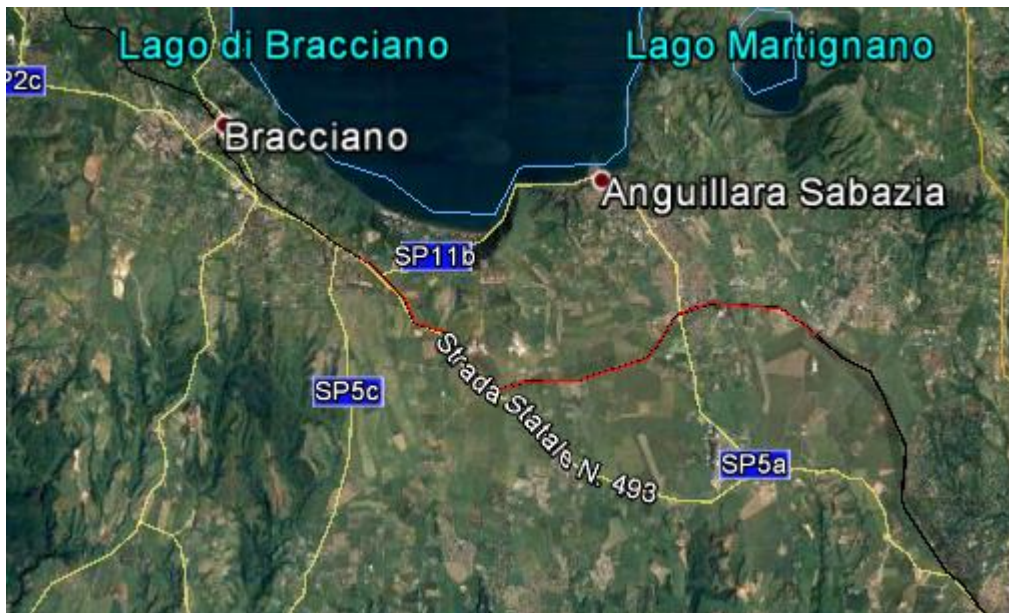 Lago di Bracciano
Lago Martignano
P2c
Bracciano
Anguillara Sabazia
SP11b
Strada Statale N. 493
SP5c
SP5a